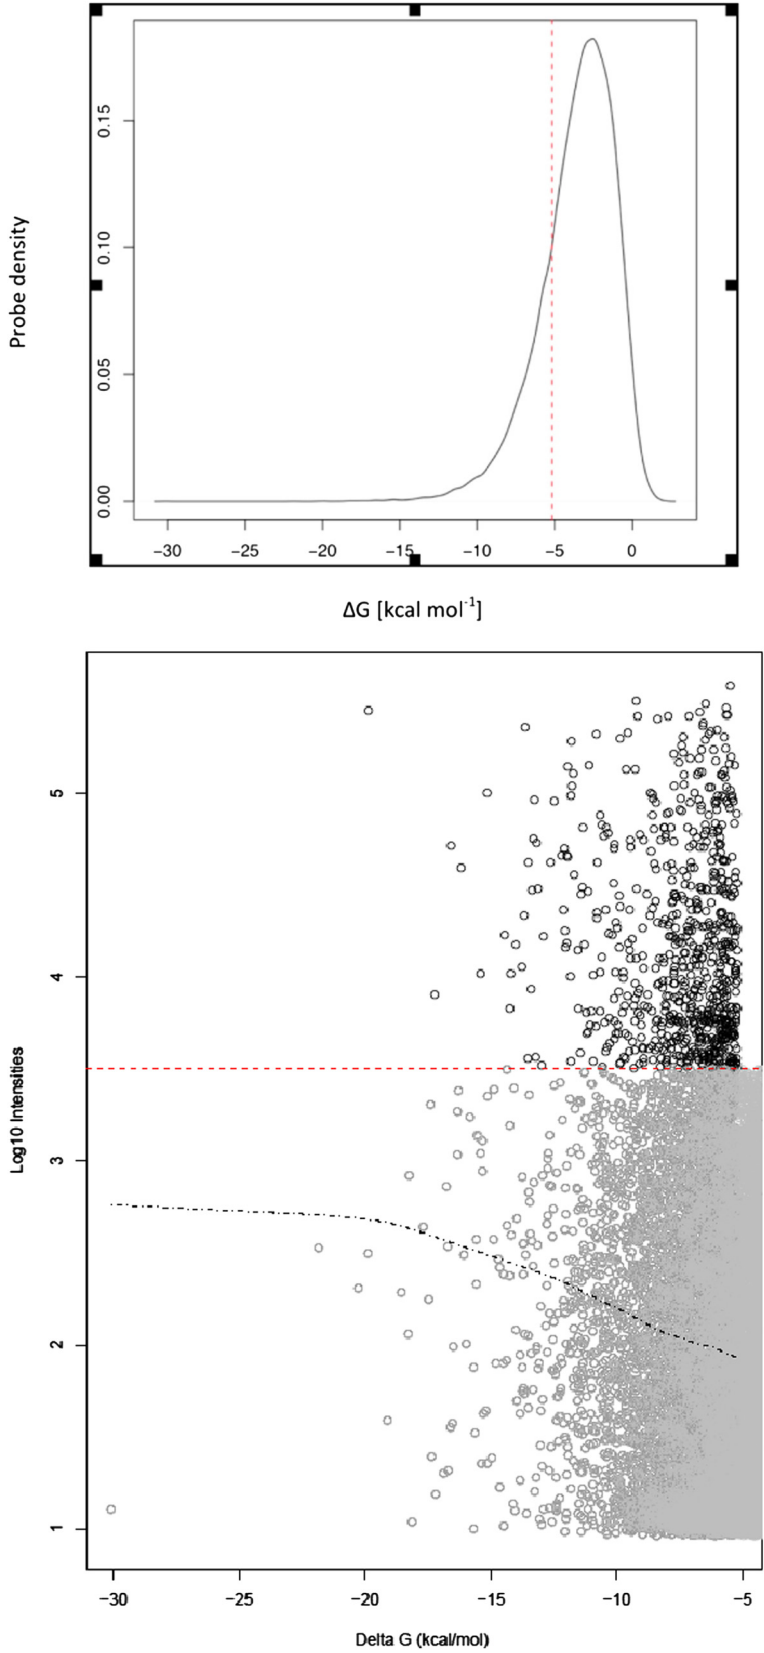 Probe density
0.15
0.10
0.05
0.00
−30 −25 −20 −15 −10 −5 0
ΔG [kcal mol-1]
Log10 Intensities
5
4
3
2
1
−30 −25 −20 −15 −10 −5
Delta G (kcal/mol)